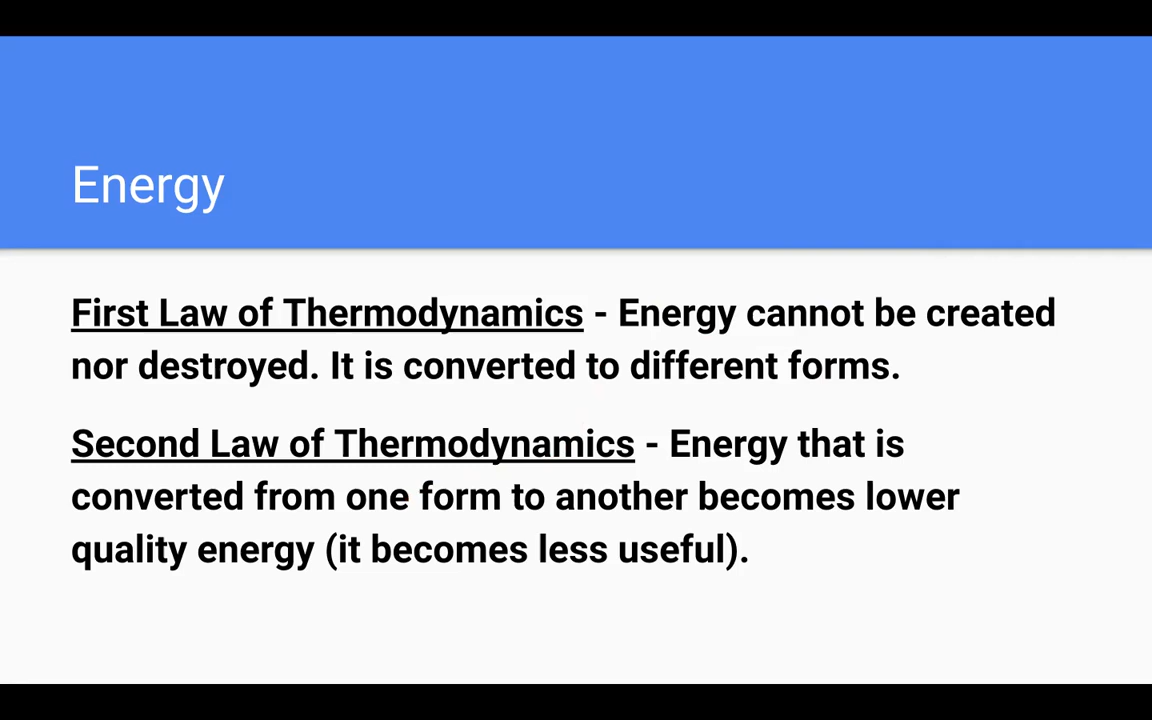 Energy
First Law of Thermodynamics - Energy cannot be created
nor destroyed. It is converted to different forms.
Second Law of Thermodynamics - Energy that is
converted from one form to another becomes lower
quality energy (it becomes less useful).